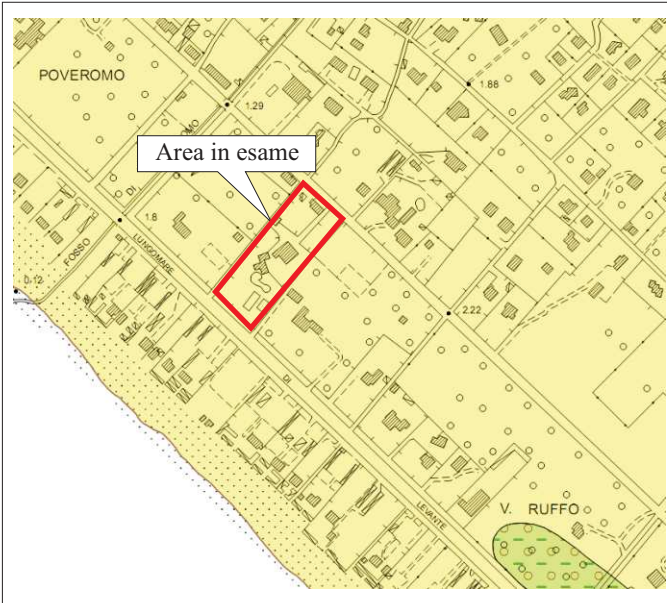 POVEROMO
1.88
1.29
Area in esame
DI
1.8
LUNGOMARE
FOSSO
0.12
2.22
DI
LEVANTE
V. RUFFO